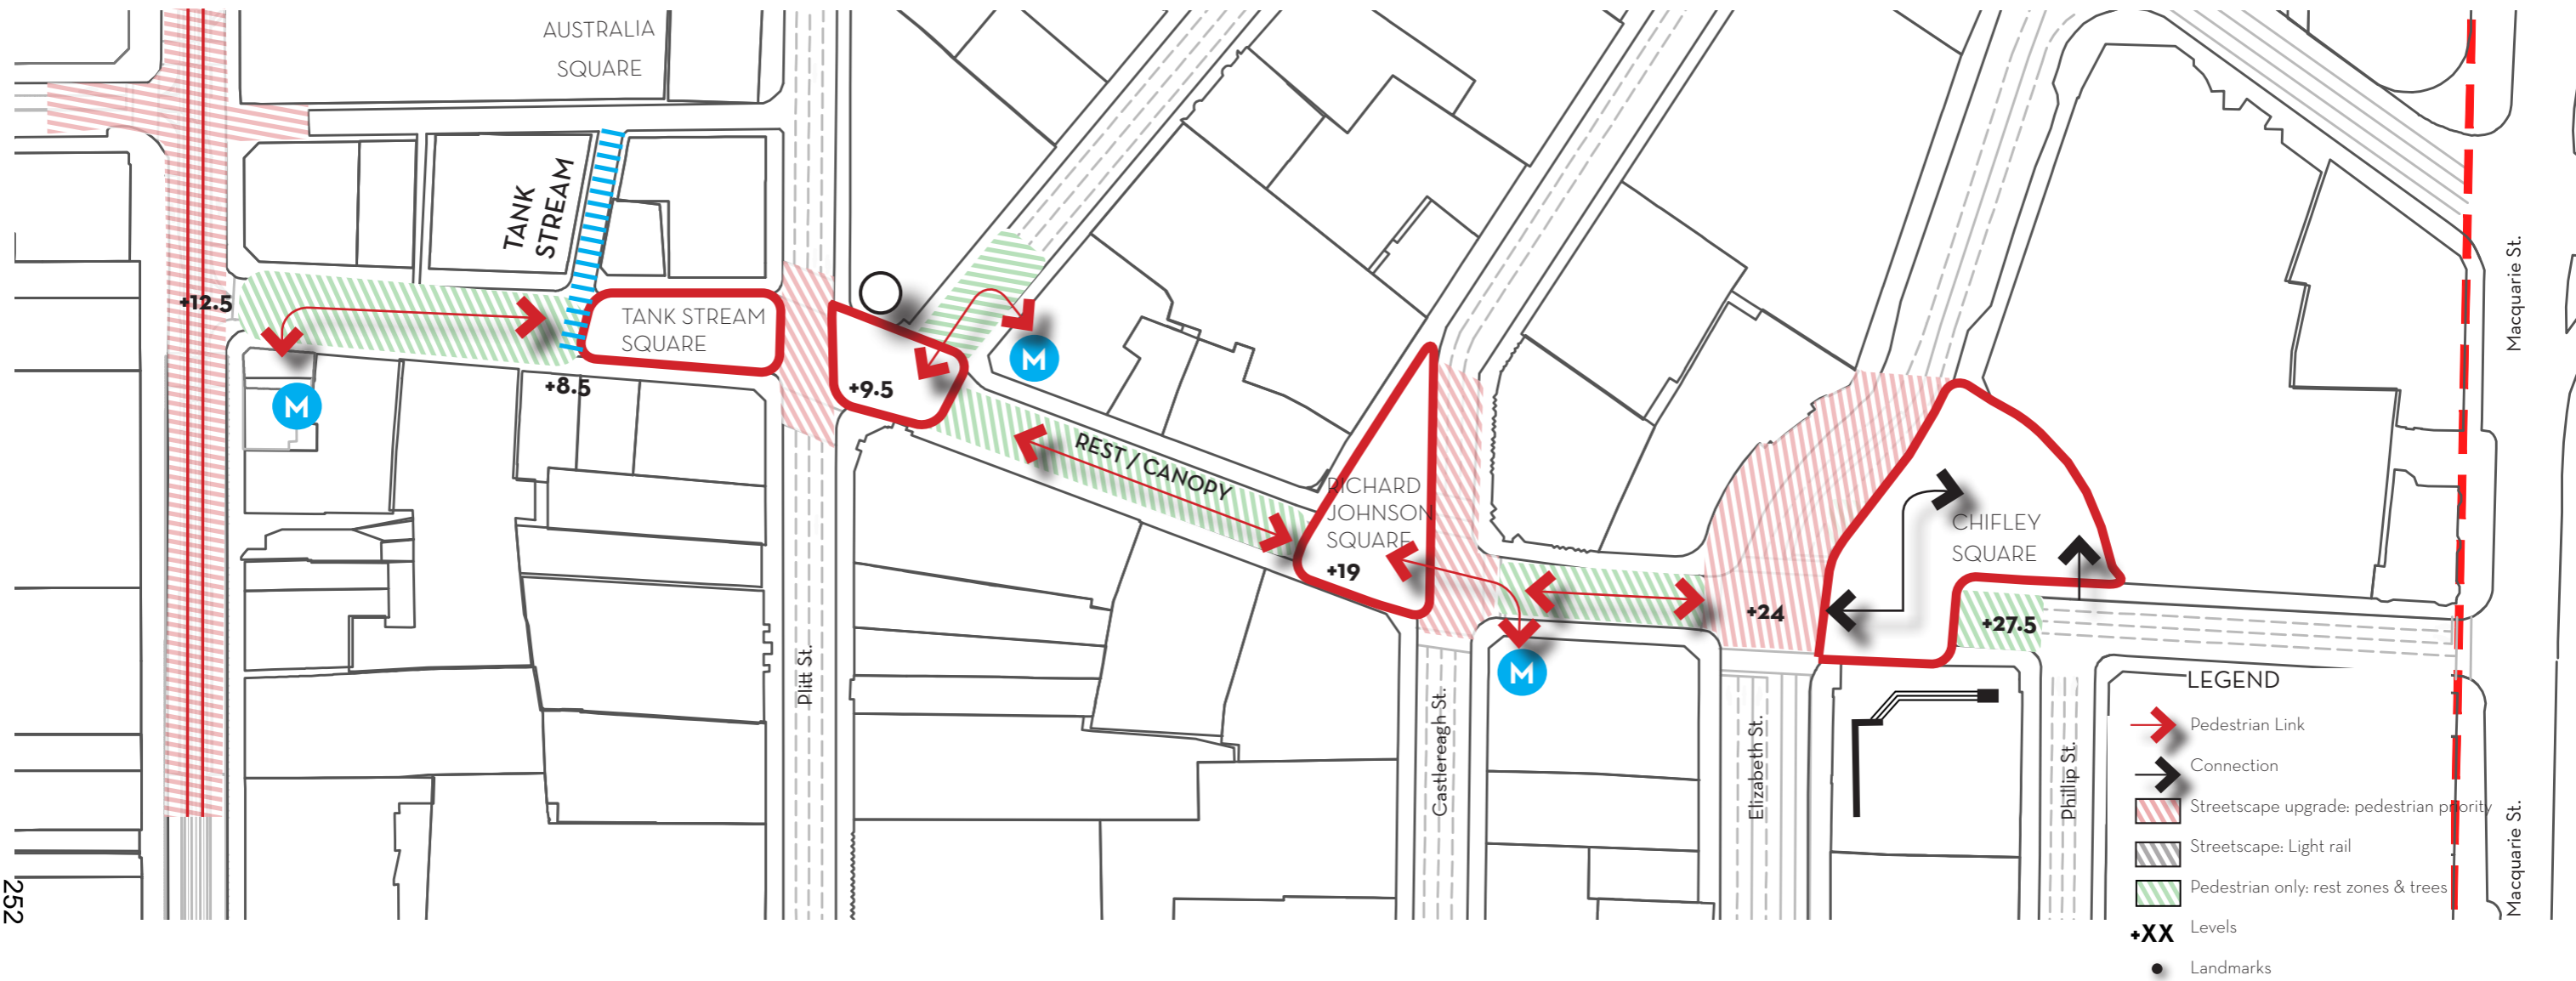 AUSTRALIA
SQUARE
TANK
STREAM
+12.5
TANK STREAM
SQUARE
+8.5
M
+9.5
M
REST / CANOPY
RICHARD
JOHNSON
SQUARE
+19
M
+24
CHIFLEY
SQUARE
+27.5
Plitt St.
Castlereagh St.
Elizabeth St.
Phillip St.
Macquarie St.
Macquarie St.
LEGEND
Pedestrian Link
Connection
Streetscape upgrade: pedestrian priority
Streetscape: Light rail
Pedestrian only: rest zones & trees
+XX Levels
Landmarks
252